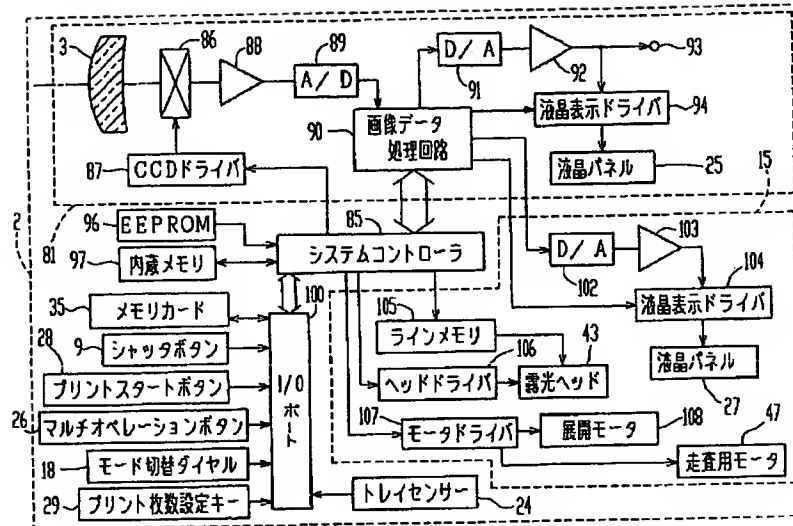 3
86
88
89
A/D
D/A
91
92
93
液晶表示ドライバ
94
90
画像データ
処理回路
液晶パネル
25
15
87
CCDドライバ
2
81
96
EEPROM
85
システムコントローラ
97
内蔵メモリ
D/A
102
103
104
液晶表示ドライバ
液晶パネル
27
35
メモリカード
100
I/O
ポート
105
ラインメモリ
9
シャッタボタン
28
プリントスタートボタン
106
ヘッドドライバ
43
露光ヘッド
26
マルチオペレーションボタン
107
モータドライバ
展開モータ
108
47
走査用モータ
18
モード切替ダイヤル
29
プリント枚数設定キー
トレイセンサー
24